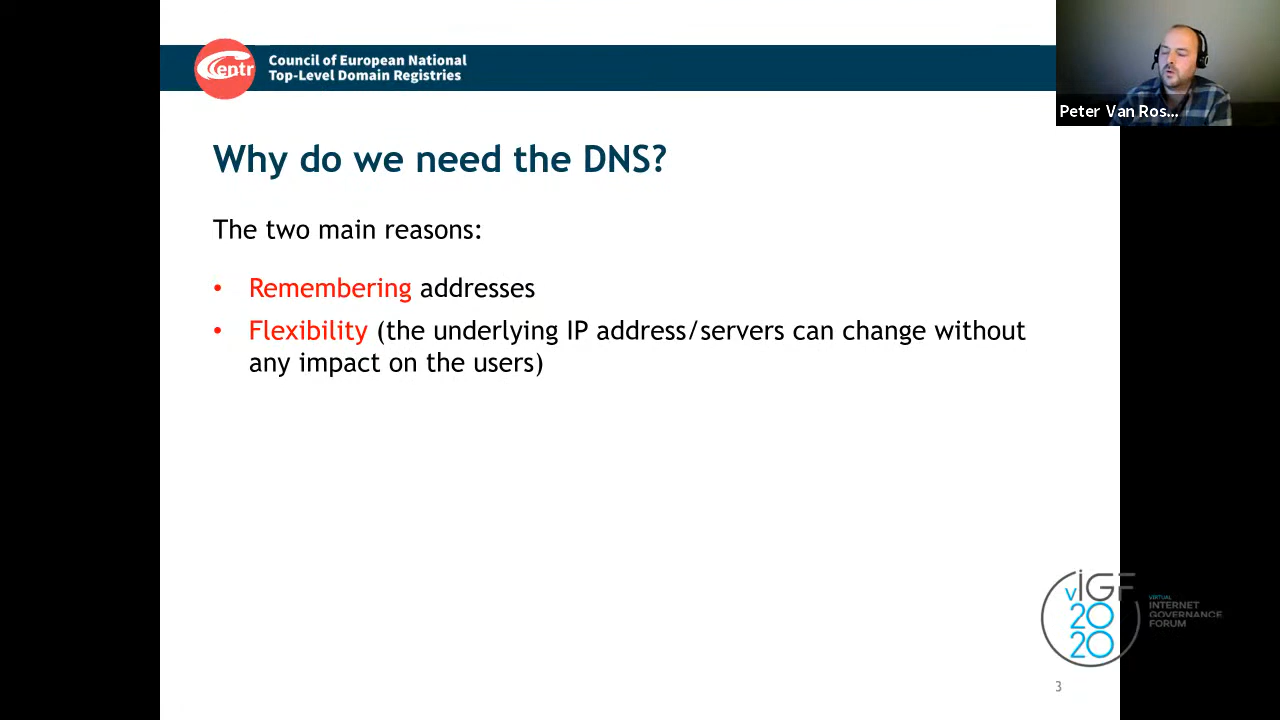 Centr
Council of European National
Top-Level Domain Registries
Peter Van Ros...
Why do we need the DNS?
The two main reasons:
• Remembering addresses
• Flexibility (the underlying IP address/servers can change without
any impact on the users)
vIGF
2020
VIRTUAL
INTERNET
GOVERNANCE
FORUM
3